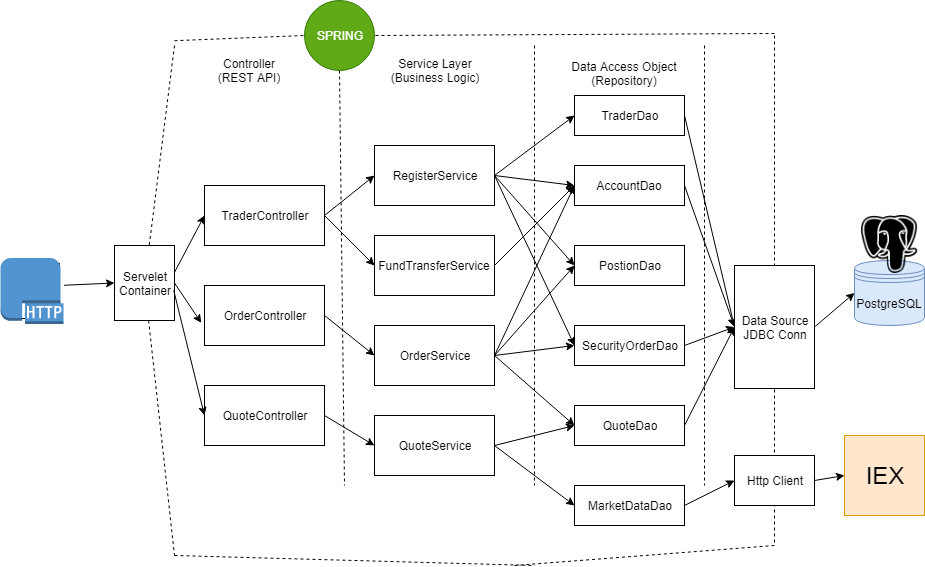 SPRING
Controller
(REST API)
Service Layer
(Business Logic)
Data Access Object
(Repository)
TraderDao
RegisterService
AccountDao
TraderController
FundTransferService
PostionDao
Servelet
Container
HTTP
OrderController
OrderService
SecurityOrderDao
Data Source
JDBC Conn
PostgreSQL
QuoteController
QuoteService
QuoteDao
MarketDataDao
Http Client
IEX